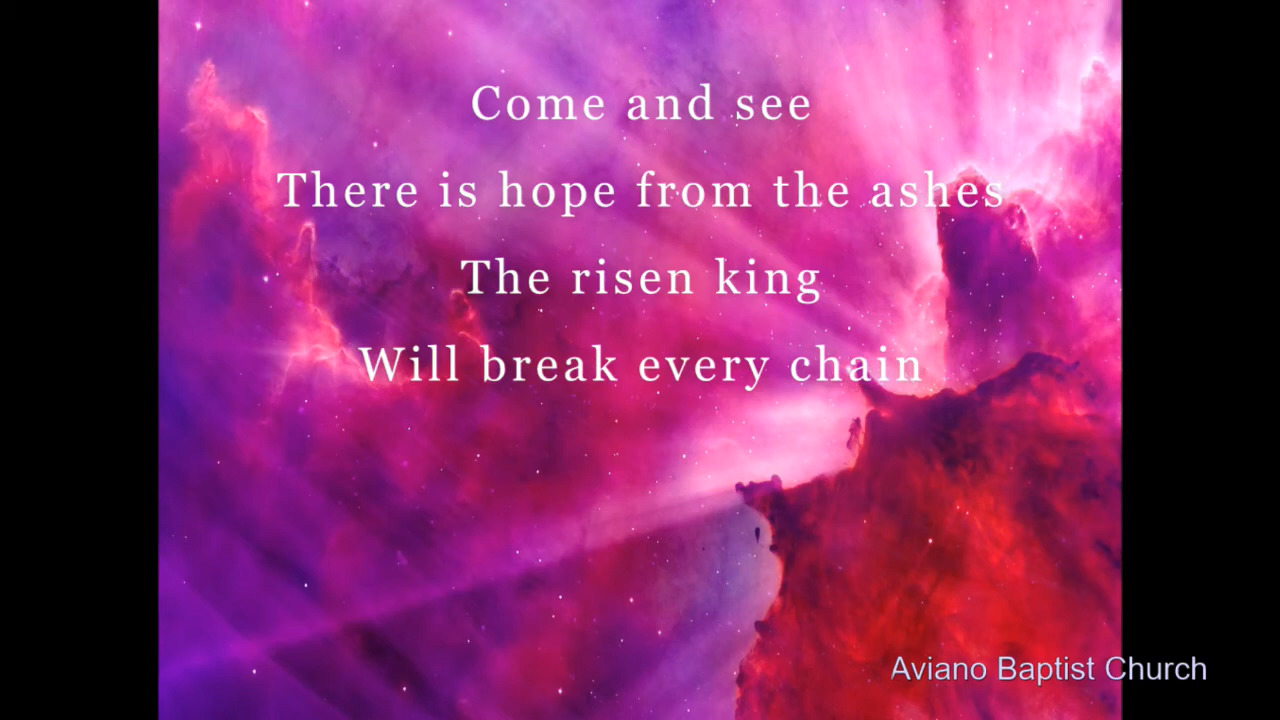 Come and see
There is hope from the ashes
The risen king
Will break every chain
Aviano Baptist Church